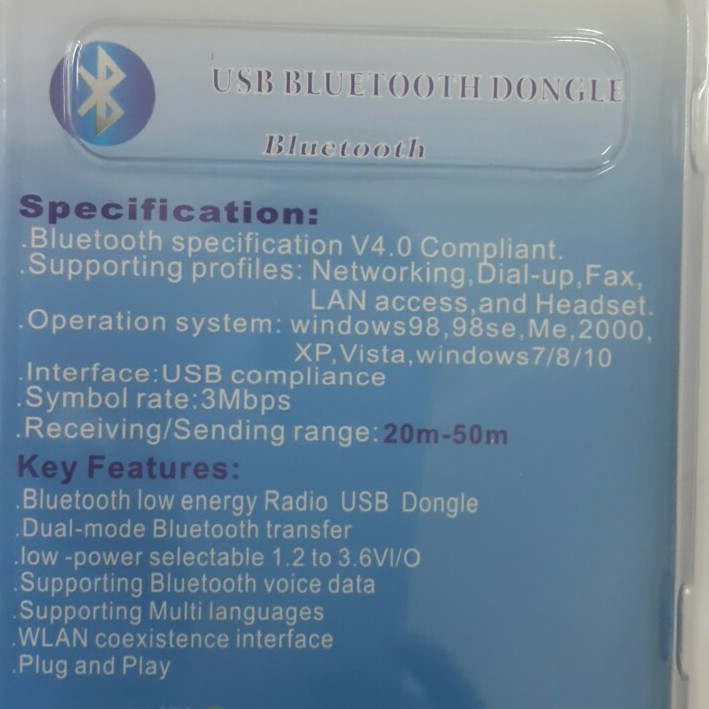 USB BLUETOOTH DONGLE
Bluetooth
Specification:
.Bluetooth specification V4.0 Compliant.
.Supporting profiles: Networking,Dial-up,Fax,
LAN access,and Headset.
.Operation system: windows98,98se,Me,2000,
XP,Vista,windows7/8/10
.Interface:USB compliance
.Symbol rate:3Mbps
.Receiving/Sending range:20m-50m
Key Features:
.Bluetooth low energy Radio USB Dongle
.Dual-mode Bluetooth transfer
.low -power selectable 1.2 to 3.6VI/O
.Supporting Bluetooth voice data
.Supporting Multi languages
.WLAN coexistence interface
.Plug and Play